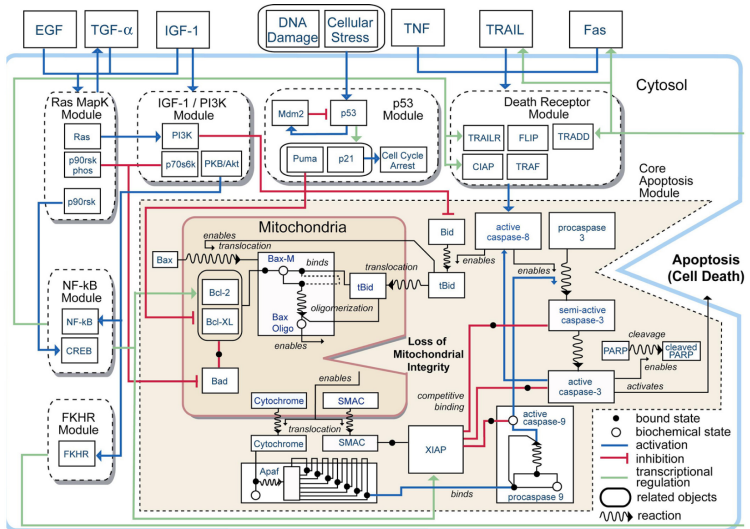 EGF
TGF-α
IGF-1
DNA
Damage
Cellular
Stress
TNF
TRAIL
Fas
Cytosol
Ras MapK
Module
Ras
p90rsk
phos
p90rsk
IGF-1 / PI3K
Module
PI3K
p70s6k
PKB/Akt
p53
Module
Mdm2
p53
Puma
p21
Cell Cycle
Arrest
Death Receptor
Module
TRAILR
FLIP
TRADD
CIAP
TRAF
Core
Apoptosis
Module
Mitochondria
enables
translocation
Bax
Bax-M
binds
Bcl-2
Bcl-XL
tBid
oligomerization
Bax
Oligo
enables
Bad
translocation
Bid
tBid
enables
active
caspase-8
procaspase
3
enables
Apoptosis
(Cell Death)
semi-active
caspase-3
cleavage
PARP
cleaved
PARP
enables
active
caspase-3
activates
NF-kB
Module
NF-kB
CREB
Loss of
Mitochondrial
Integrity
enables
competitive
binding
Cytochrome
SMAC
translocation
Cytochrome
SMAC
XIAP
active
caspase-9
procaspase 9
Apaf
binds
FKHR
Module
FKHR
bound state
biochemical state
activation
inhibition
transcriptional
regulation
related objects
reaction